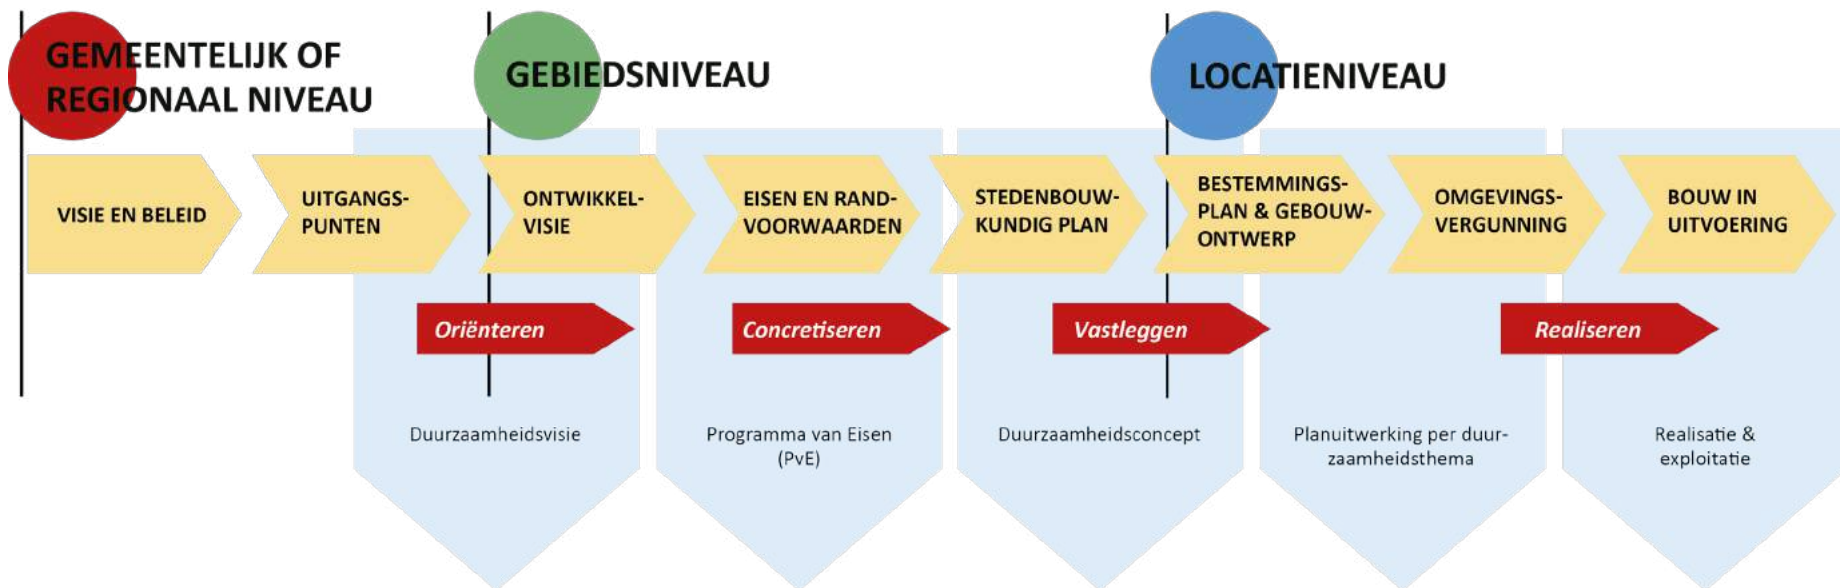 GEMEENTELIJK OF
REGIONAAL NIVEAU
GEBIEDSNIVEAU
LOCATIENIVEAU
VISIE EN BELEID
UITGANGS-
PUNTEN
ONTWIKKEL-
VISIE
EISEN EN RAND-
VOORWAARDEN
STEDENBOUW-
KUNDIG PLAN
BESTEMMINGS-
PLAN & GEBOUW-
ONTWERP
OMGEVINGS-
VERGUNNING
BOUW IN
UITVOERING
Oriënteren
Concretiseren
Vastleggen
Realiseren
Duurzaamheidsvisie
Programma van Eisen
(PvE)
Duurzaamheidsconcept
Planuitwerking per duur-
zaamheidsthema
Realisatie &
exploitatie